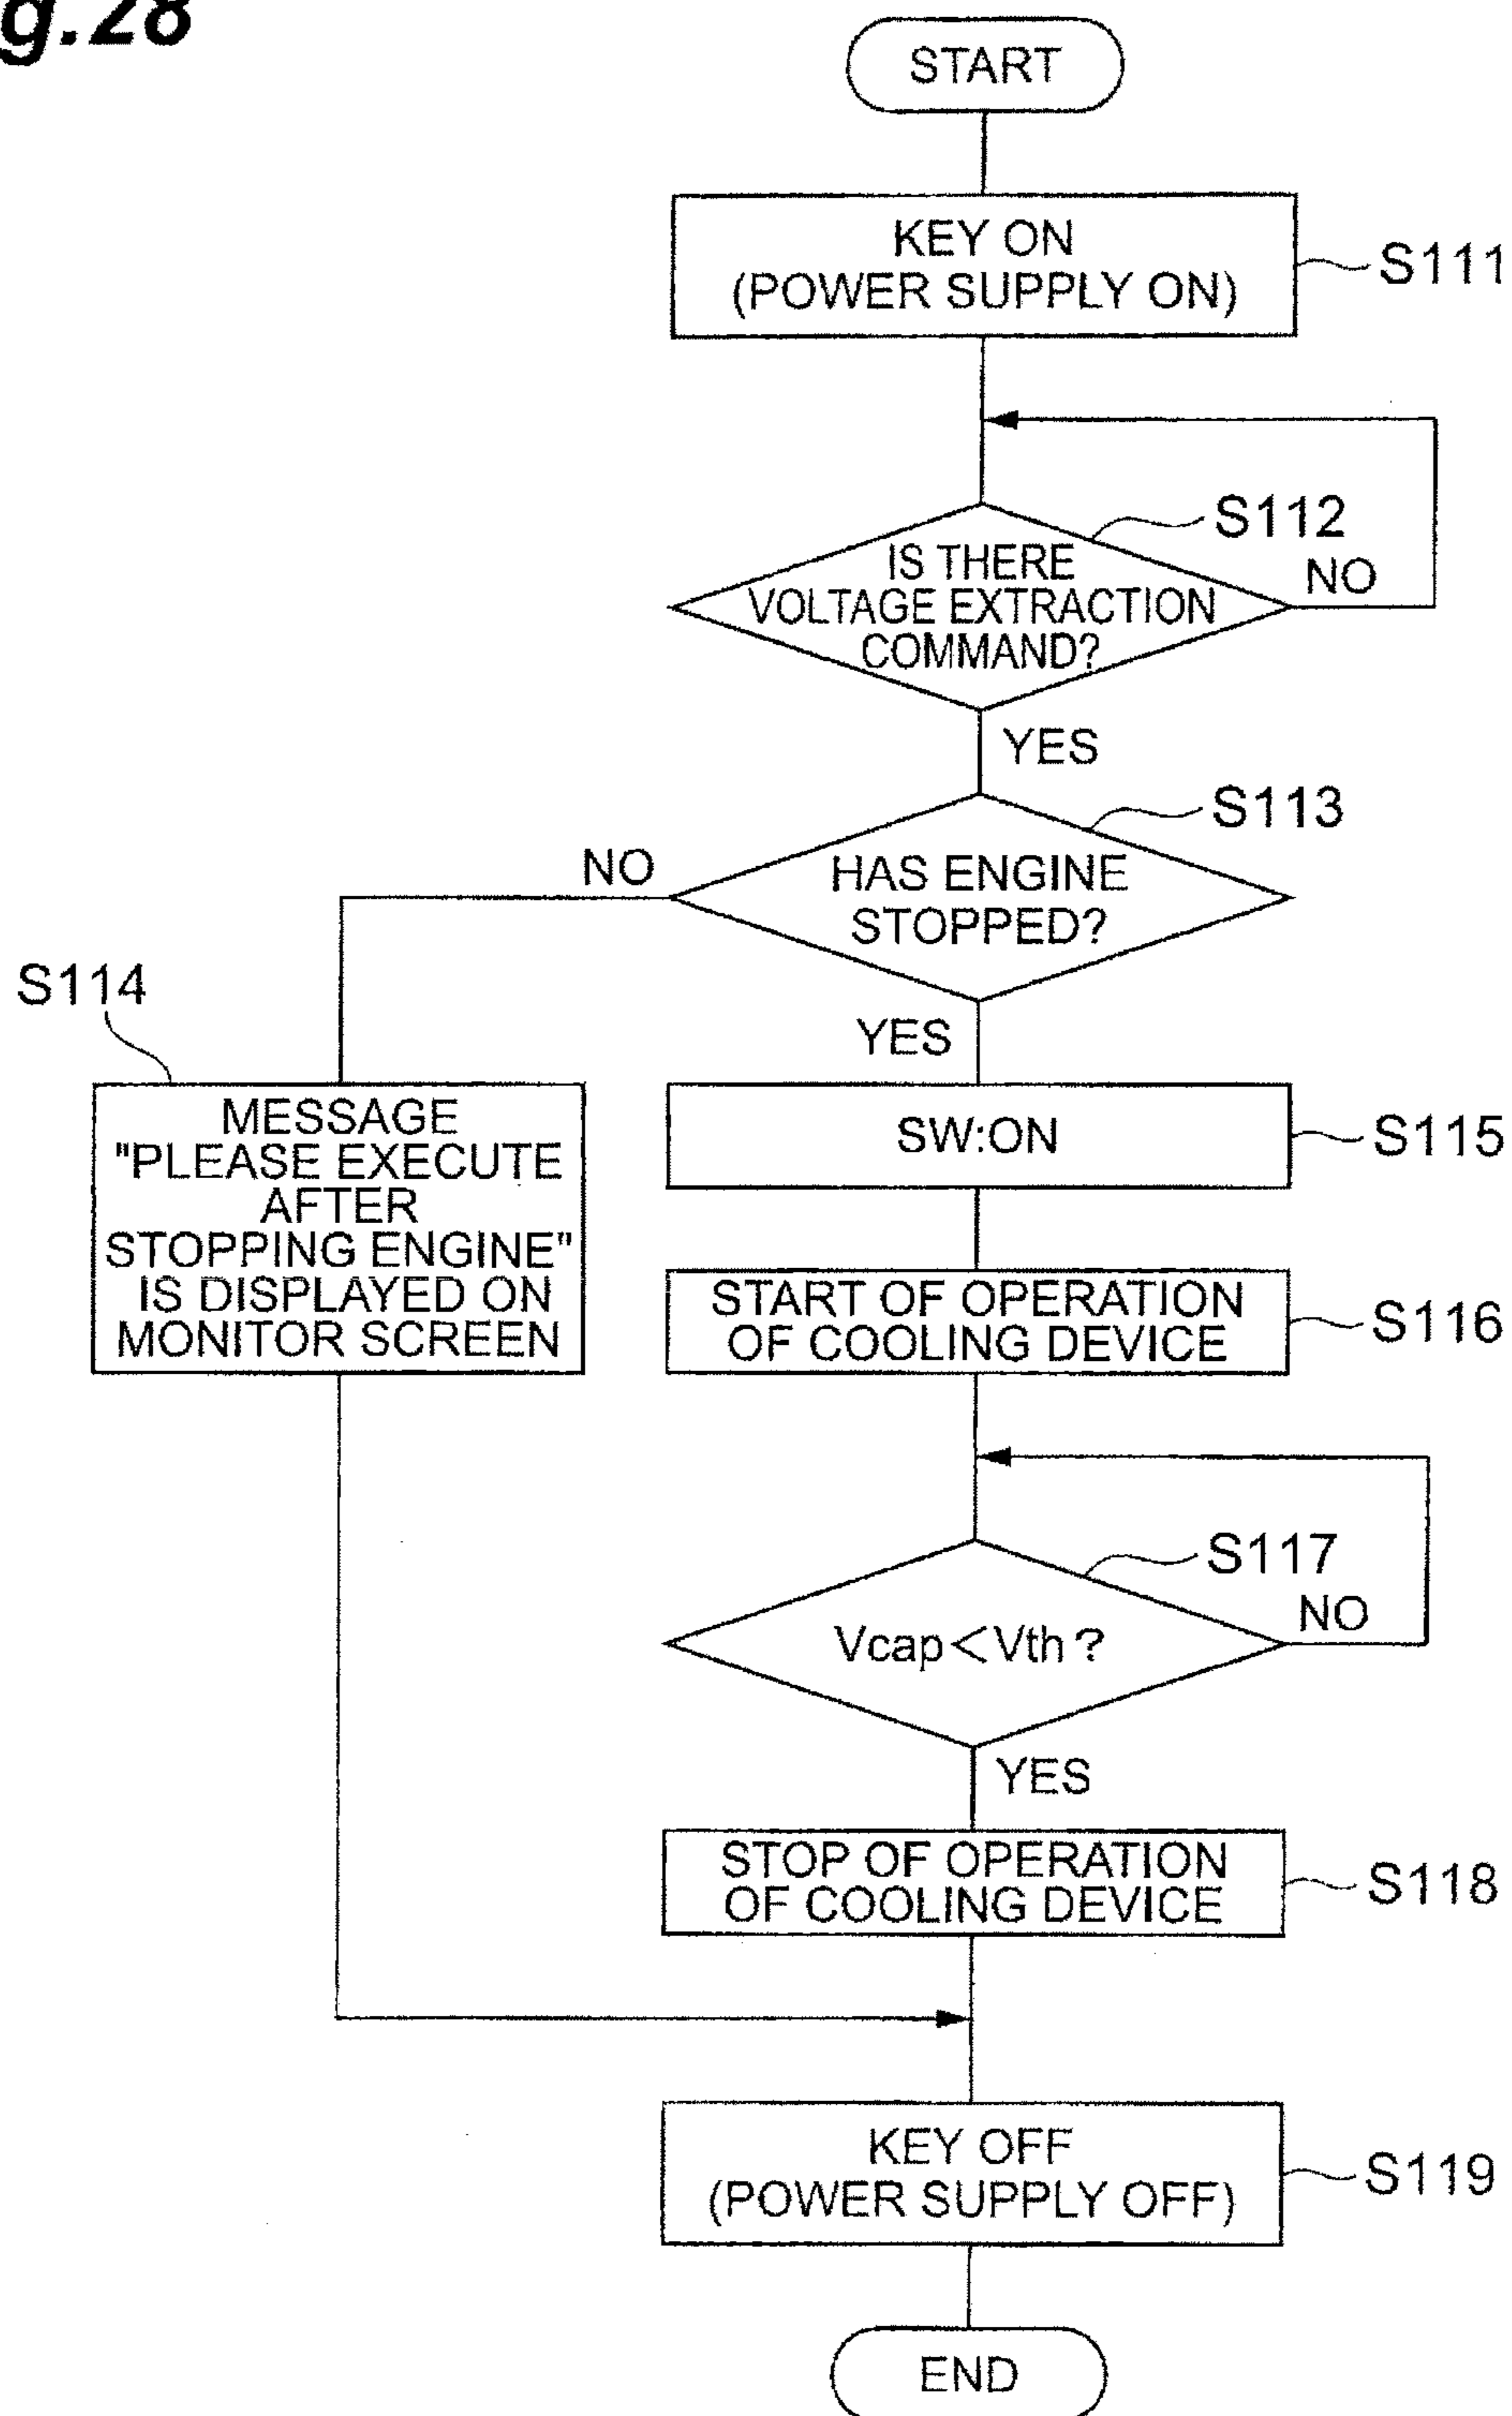 g.28
START
KEY ON
(POWER SUPPLY ON)
S111
S112
IS THERE
VOLTAGE EXTRACTION
COMMAND?
NO
YES
S113
NO
HAS ENGINE
STOPPED?
S114
YES
MESSAGE
"PLEASE EXECUTE
AFTER
STOPPING ENGINE"
IS DISPLAYED ON
MONITOR SCREEN
SW:ON
S115
START OF OPERATION
OF COOLING DEVICE
S116
S117
Vcap<Vth?
NO
YES
STOP OF OPERATION
OF COOLING DEVICE
S118
KEY OFF
(POWER SUPPLY OFF)
S119
END